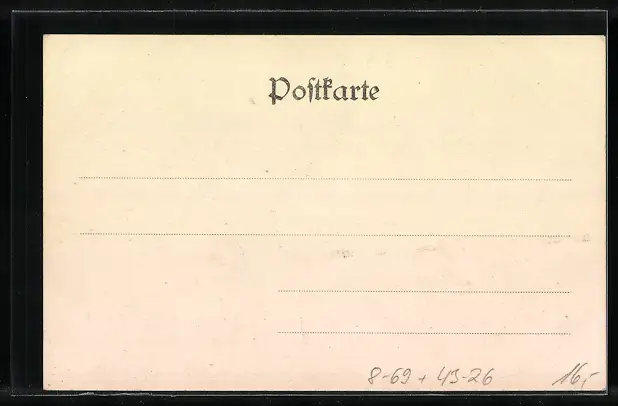 Poſtkarte
8-69 + 43-26 16,-